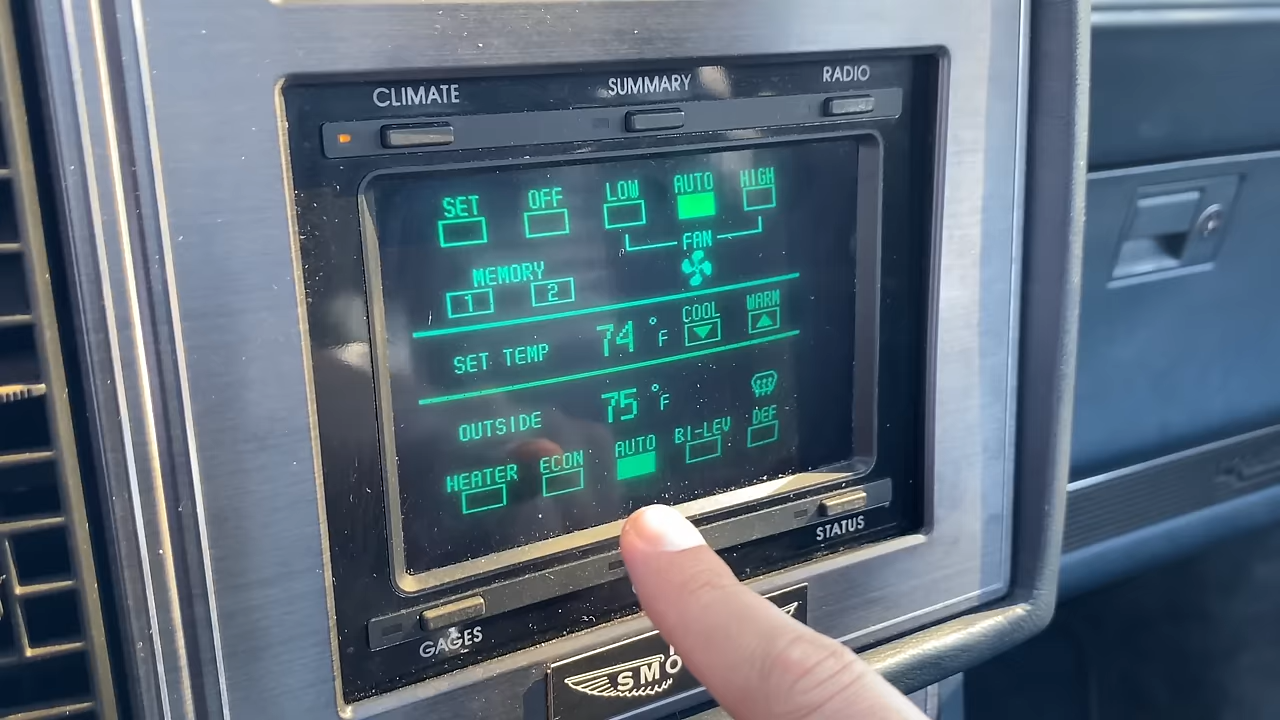 CLIMATE SUMMARY RADIO
SET OFF LOW AUTO HIGH
FAN
MEMORY
1 2
SET TEMP 74 °F COOL WARM
OUTSIDE 75 °F
HEATER ECON AUTO BI-LEV DEF
GAGES STATUS